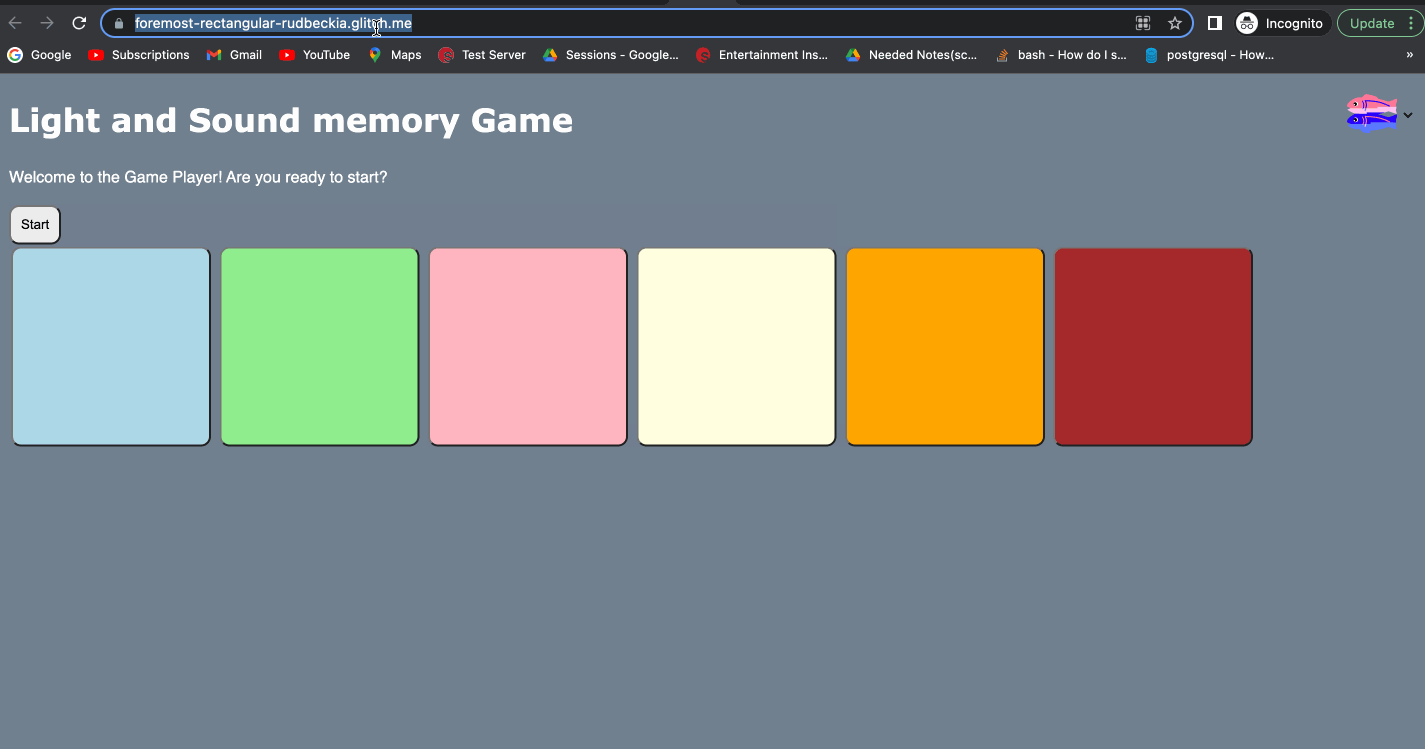 foremost-rectangular-rudbeckia.glitch.me Incognito Update
Google Subscriptions Gmail YouTube Maps Test Server Sessions - Google... Entertainment Ins... Needed Notes(sc... bash - How do I s... postgresql - How... »
Light and Sound memory Game
Welcome to the Game Player! Are you ready to start?
Start